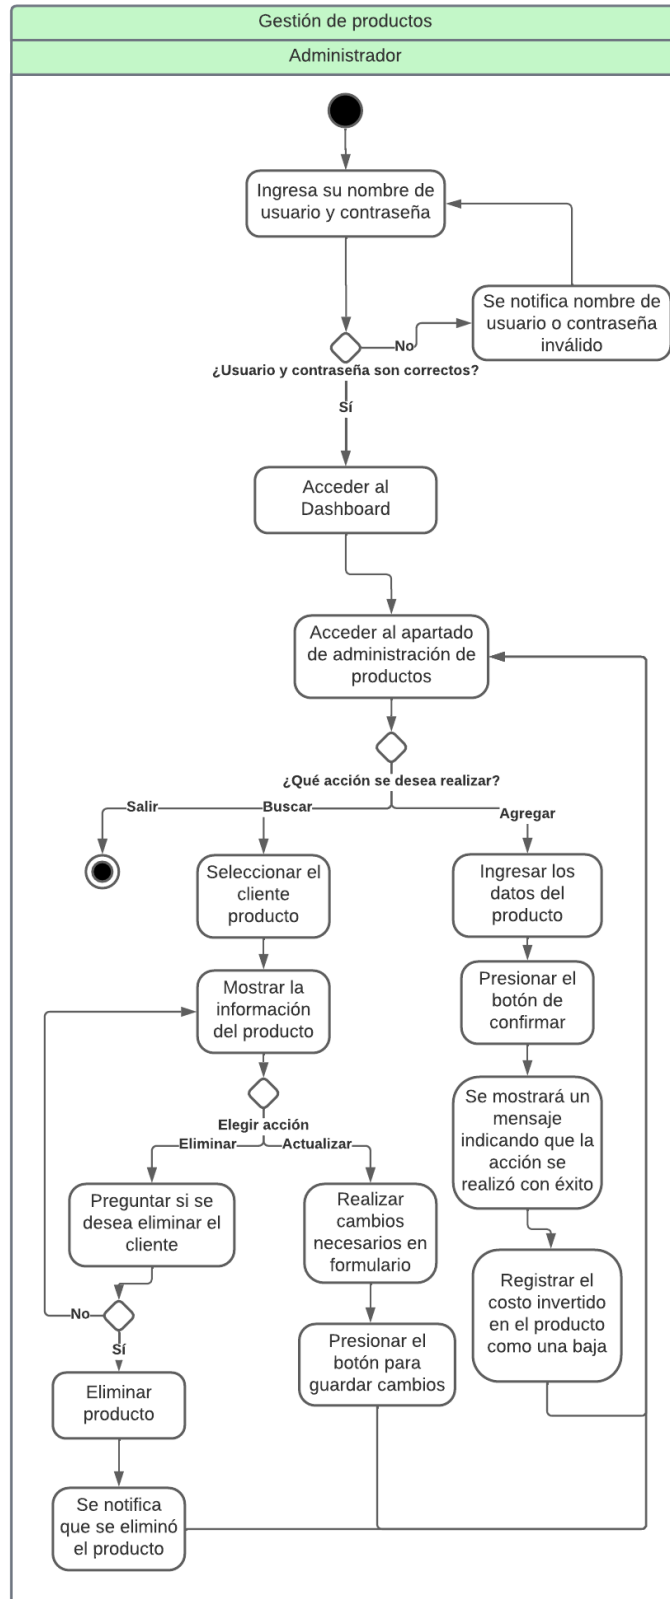 Gestión de productos
Administrador
Ingresa su nombre de
usuario y contraseña
Se notifica nombre de
usuario o contraseña
inválido
No
¿Usuario y contraseña son correctos?
Sí
Acceder al
Dashboard
Acceder al apartado
de administración de
productos
¿Qué acción se desea realizar?
Salir
Buscar
Agregar
Seleccionar el
cliente
producto
Ingresar los
datos del
producto
Mostrar la
información
del producto
Presionar el
botón de
confirmar
Elegir acción
Eliminar
Actualizar
Se mostrará un
mensaje
indicando que la
acción se
realizó con éxito
Preguntar si se
desea eliminar el
cliente
Realizar
cambios
necesarios en
formulario
Registrar el
costo invertido
en el producto
como una baja
No
Sí
Presionar el
botón para
guardar cambios
Eliminar
producto
Se notifica
que se eliminó
el producto